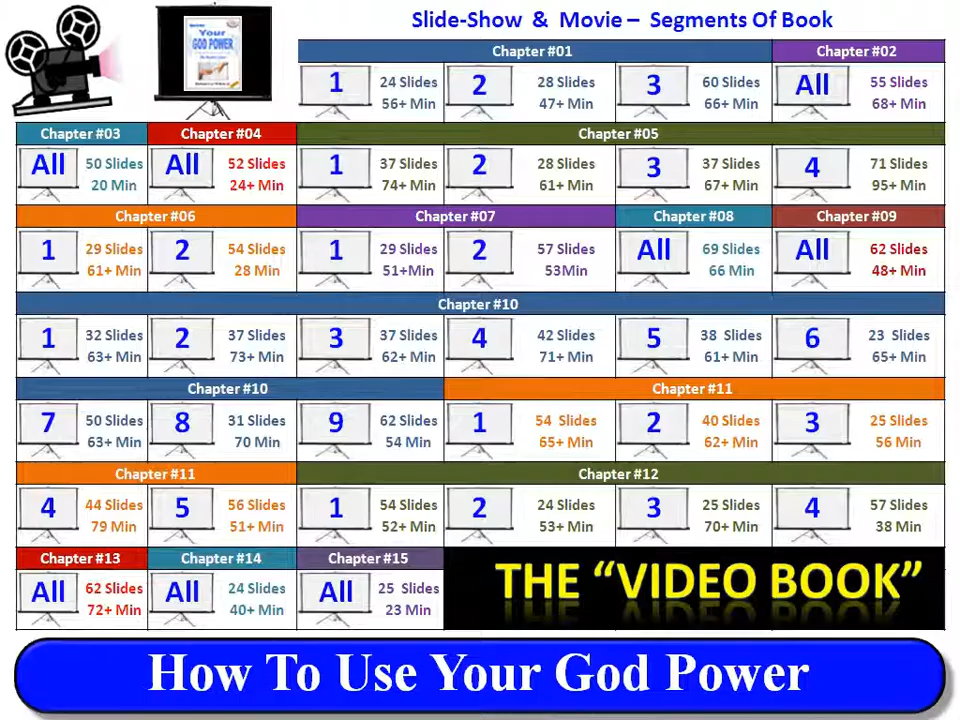 Slide-Show & Movie – Segments Of Book
Your
GOD POWER
Chapter #01 Chapter #02
1 24 Slides 56+ Min 2 28 Slides 47+ Min 3 60 Slides 66+ Min All 55 Slides 68+ Min
Chapter #03 Chapter #04 Chapter #05
All 50 Slides 20 Min All 52 Slides 24+ Min 1 37 Slides 74+ Min 2 28 Slides 61+ Min 3 37 Slides 67+ Min 4 71 Slides 95+ Min
Chapter #06 Chapter #07 Chapter #08 Chapter #09
1 29 Slides 61+ Min 2 54 Slides 28 Min 1 29 Slides 51+Min 2 57 Slides 53Min All 69 Slides 66 Min All 62 Slides 48+ Min
Chapter #10
1 32 Slides 63+ Min 2 37 Slides 73+ Min 3 37 Slides 62+ Min 4 42 Slides 71+ Min 5 38 Slides 61+ Min 6 23 Slides 65+ Min
Chapter #10 Chapter #11
7 50 Slides 63+ Min 8 31 Slides 70 Min 9 62 Slides 54 Min 1 54 Slides 65+ Min 2 40 Slides 62+ Min 3 25 Slides 56 Min
Chapter #11 Chapter #12
4 44 Slides 79 Min 5 56 Slides 51+ Min 1 54 Slides 52+ Min 2 24 Slides 53+ Min 3 25 Slides 70+ Min 4 57 Slides 38 Min
Chapter #13 Chapter #14 Chapter #15
All 62 Slides 72+ Min All 24 Slides 40+ Min All 25 Slides 23 Min
THE “VIDEO BOOK”
How To Use Your God Power